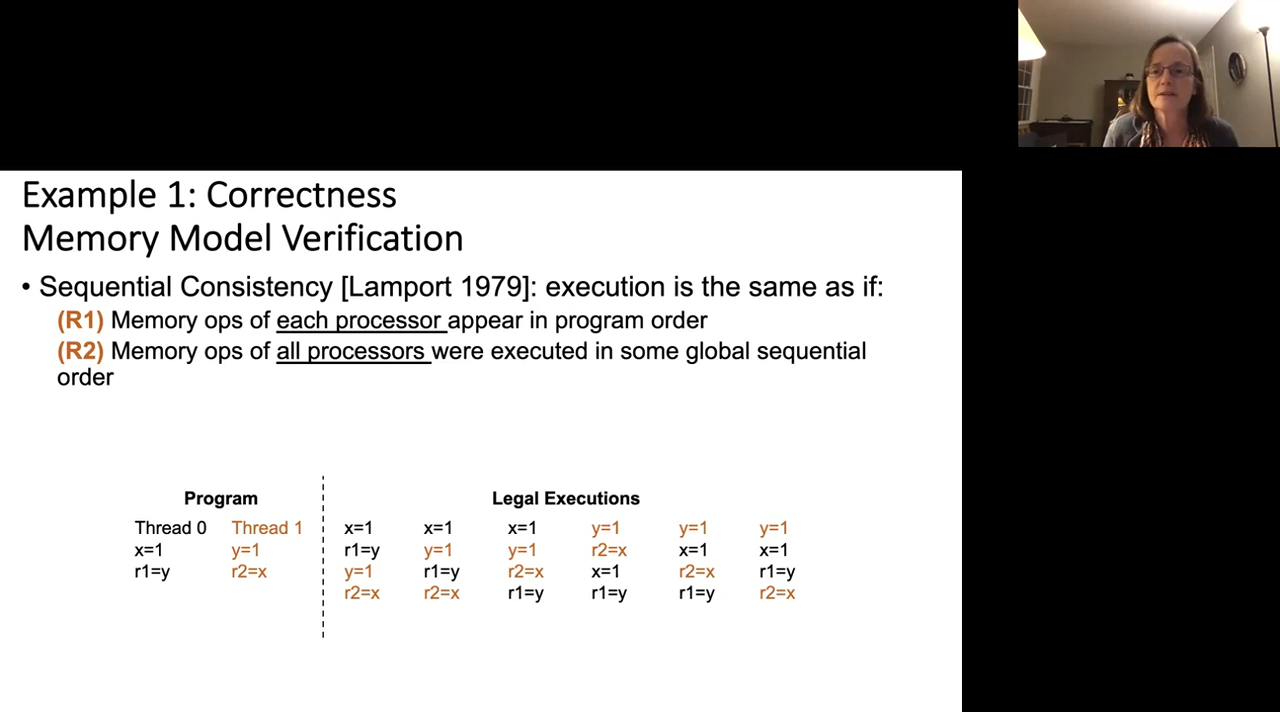 Example 1: Correctness
Memory Model Verification
• Sequential Consistency [Lamport 1979]: execution is the same as if:
(R1) Memory ops of each processor appear in program order
(R2) Memory ops of all processors were executed in some global sequential
order
Program Legal Executions
Thread 0 Thread 1 x=1 x=1 x=1 y=1 y=1 y=1
x=1 y=1 r1=y y=1 y=1 r2=x x=1 x=1
r1=y r2=x y=1 r1=y r2=x x=1 r2=x r1=y
r2=x r2=x r1=y r1=y r1=y r2=x